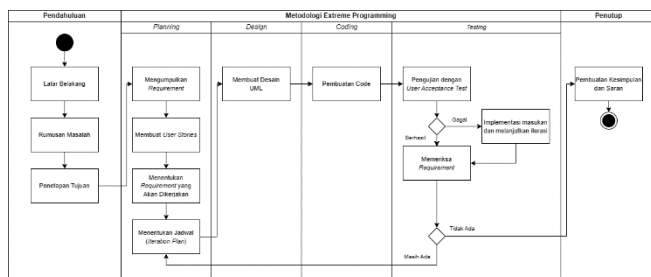 Pendahuluan
Metodologi Extreme Programming
Penutup
Planning
Design
Coding
Testing
Latar Belakang
Rumusan Masalah
Penetapan Tujuan
Mengumpulkan
Requirement
Membuat User Stories
Menentukan
Requirement yang
Akan Dikerjakan
Menentukan Jadwal
(Iteration Plan)
Membuat Desain
UML
Pembuatan Code
Pengujian dengan
User Acceptance Test
Gagal
Berhasil
Implementasi masukan
dan melanjutkan iterasi
Memeriksa
Requirement
Tidak Ada
Masih Ada
Pembuatan Kesimpulan
dan Saran